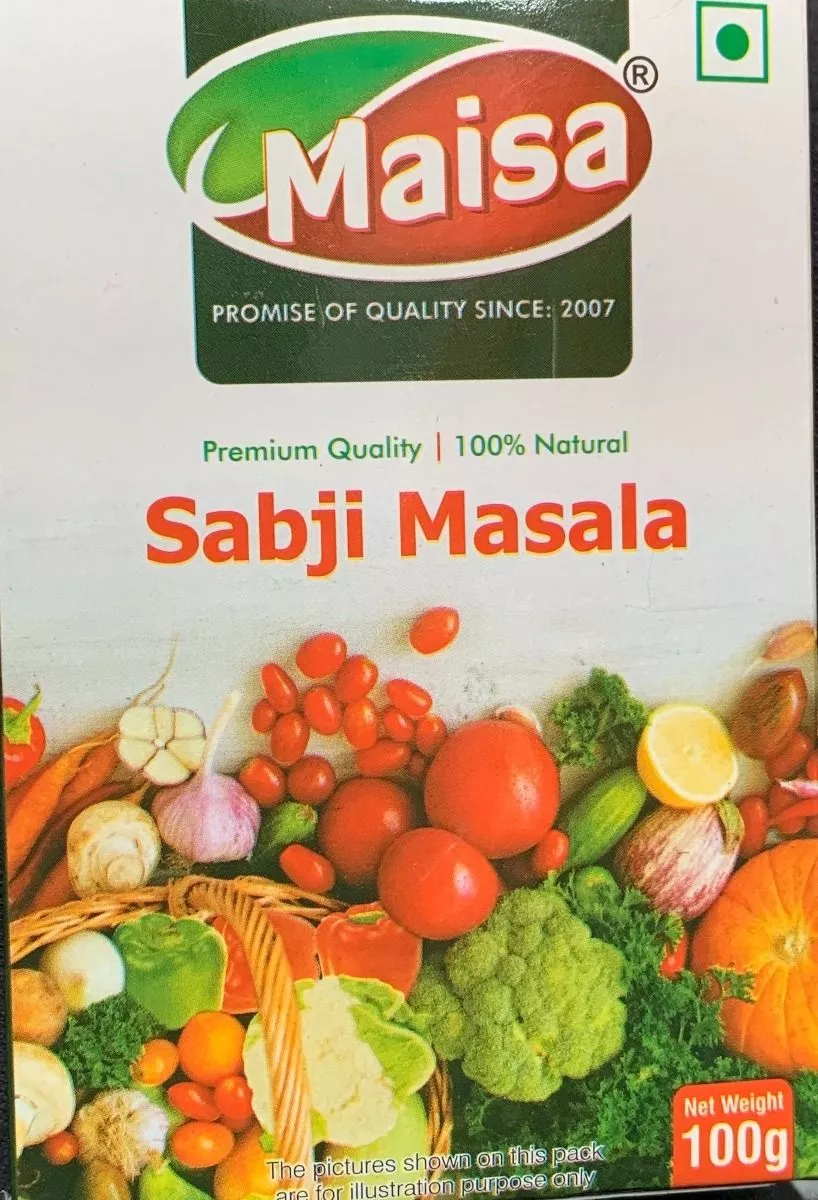 Maisa®
PROMISE OF QUALITY SINCE: 2007
Premium Quality | 100% Natural
Sabji Masala
Net Weight
100g
The pictures shown on this pack
are for illustration purpose only